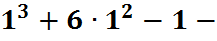 1³ + 6 · 1² − 1 −